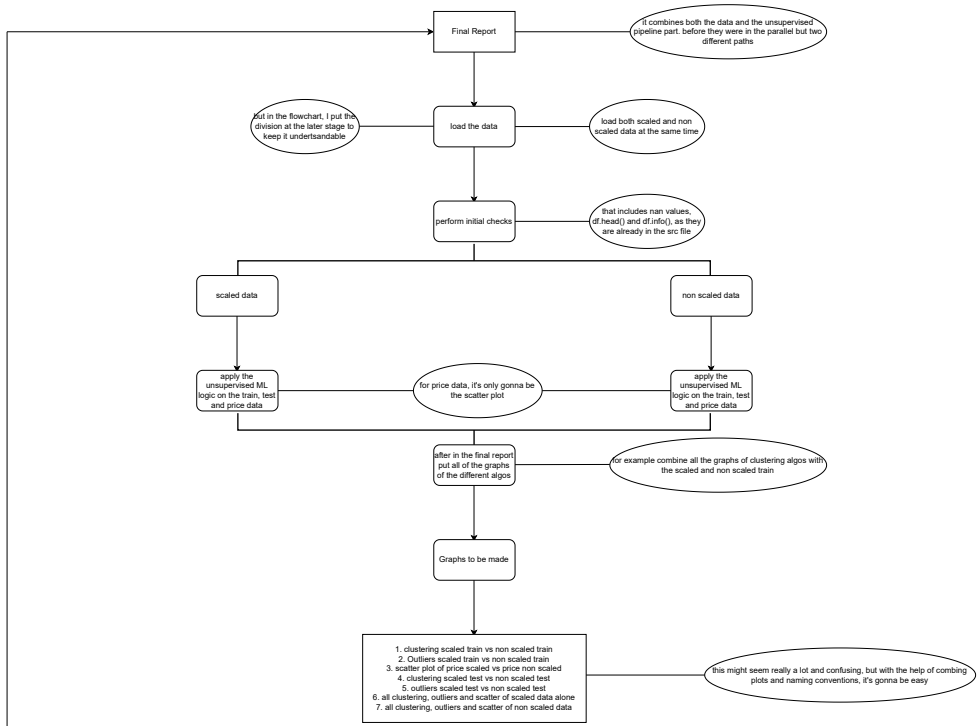 Final Report
it combines both the data and the unsupervised
pipeline part. before they were in the parallel but two
different paths
but in the flowchart, I put the
division at the later stage to
keep it undertsandable
load the data
load both scaled and non
scaled data at the same time
perform initial checks
that includes nan values,
df.head() and df.info(), as they
are already in the src file
scaled data
non scaled data
apply the
unsupervised ML
logic on the train, test
and price data
for price data, it's only gonna be
the scatter plot
apply the
unsupervised ML
logic on the train, test
and price data
after in the final report
put all of the graphs
of the different algos
for example combine all the graphs of clustering algos with
the scaled and non scaled train
Graphs to be made
1. clustering scaled train vs non scaled train
2. Outliers scaled train vs non scaled train
3. scatter plot of price scaled vs price non scaled
4. clustering scaled test vs non scaled test
5. outliers scaled test vs non scaled test
6. all clustering, outliers and scatter of scaled data alone
7. all clustering, outliers and scatter of non scaled data
this might seem really a lot and confusing, but with the help of combing
plots and naming conventions, it's gonna be easy